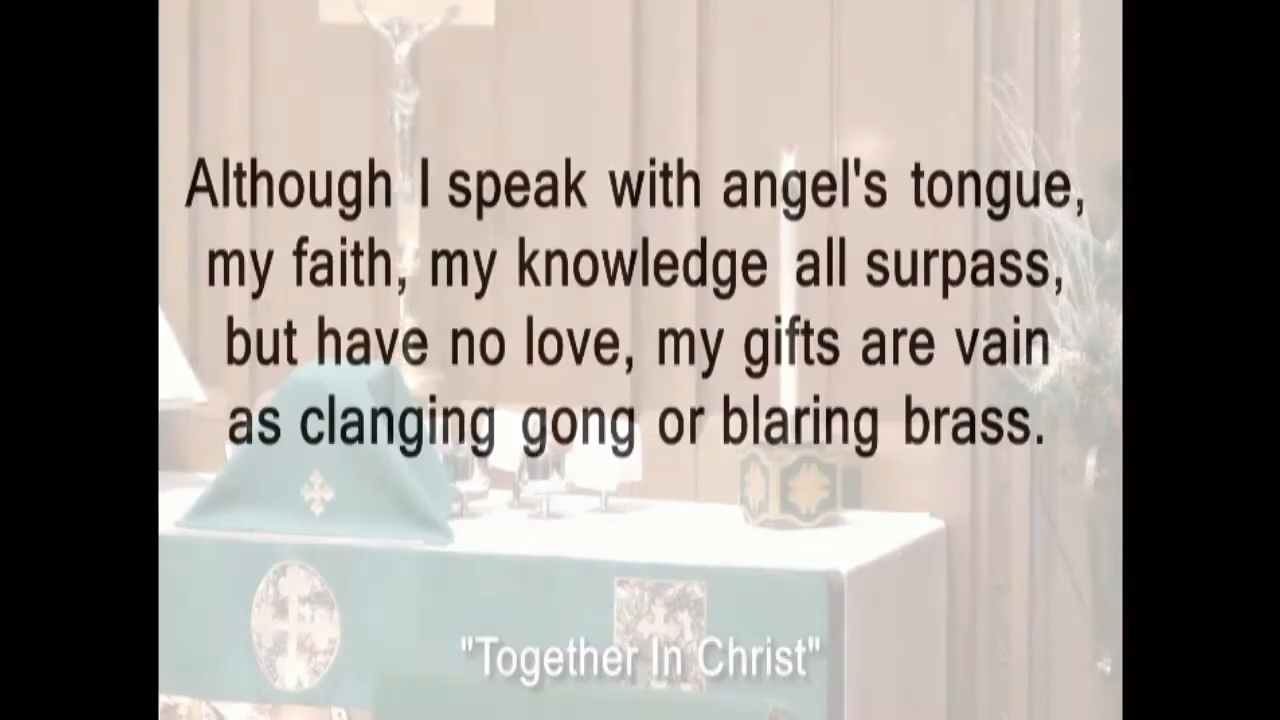 Although I speak with angel's tongue,
my faith, my knowledge all surpass,
but have no love, my gifts are vain
as clanging gong or blaring brass.
"Together In Christ"